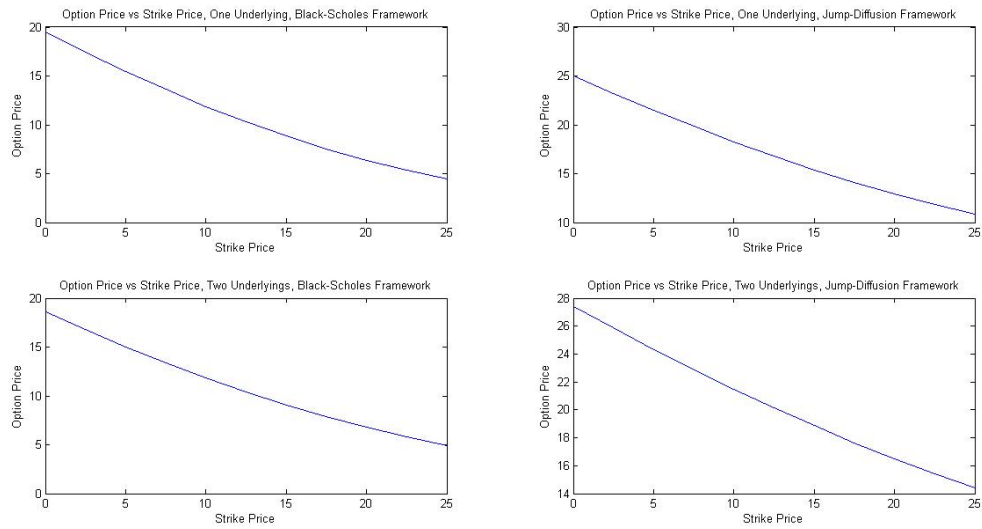 Option Price vs Strike Price, One Underlying, Black-Scholes Framework
20
15
10
5
0
Option Price
0 5 10 15 20 25
Strike Price
Option Price vs Strike Price, One Underlying, Jump-Diffusion Framework
30
25
20
15
10
Option Price
0 5 10 15 20 25
Strike Price
Option Price vs Strike Price, Two Underlyings, Black-Scholes Framework
20
15
10
5
0
Option Price
0 5 10 15 20 25
Strike Price
Option Price vs Strike Price, Two Underlyings, Jump-Diffusion Framework
28
26
24
22
20
18
16
14
Option Price
0 5 10 15 20 25
Strike Price